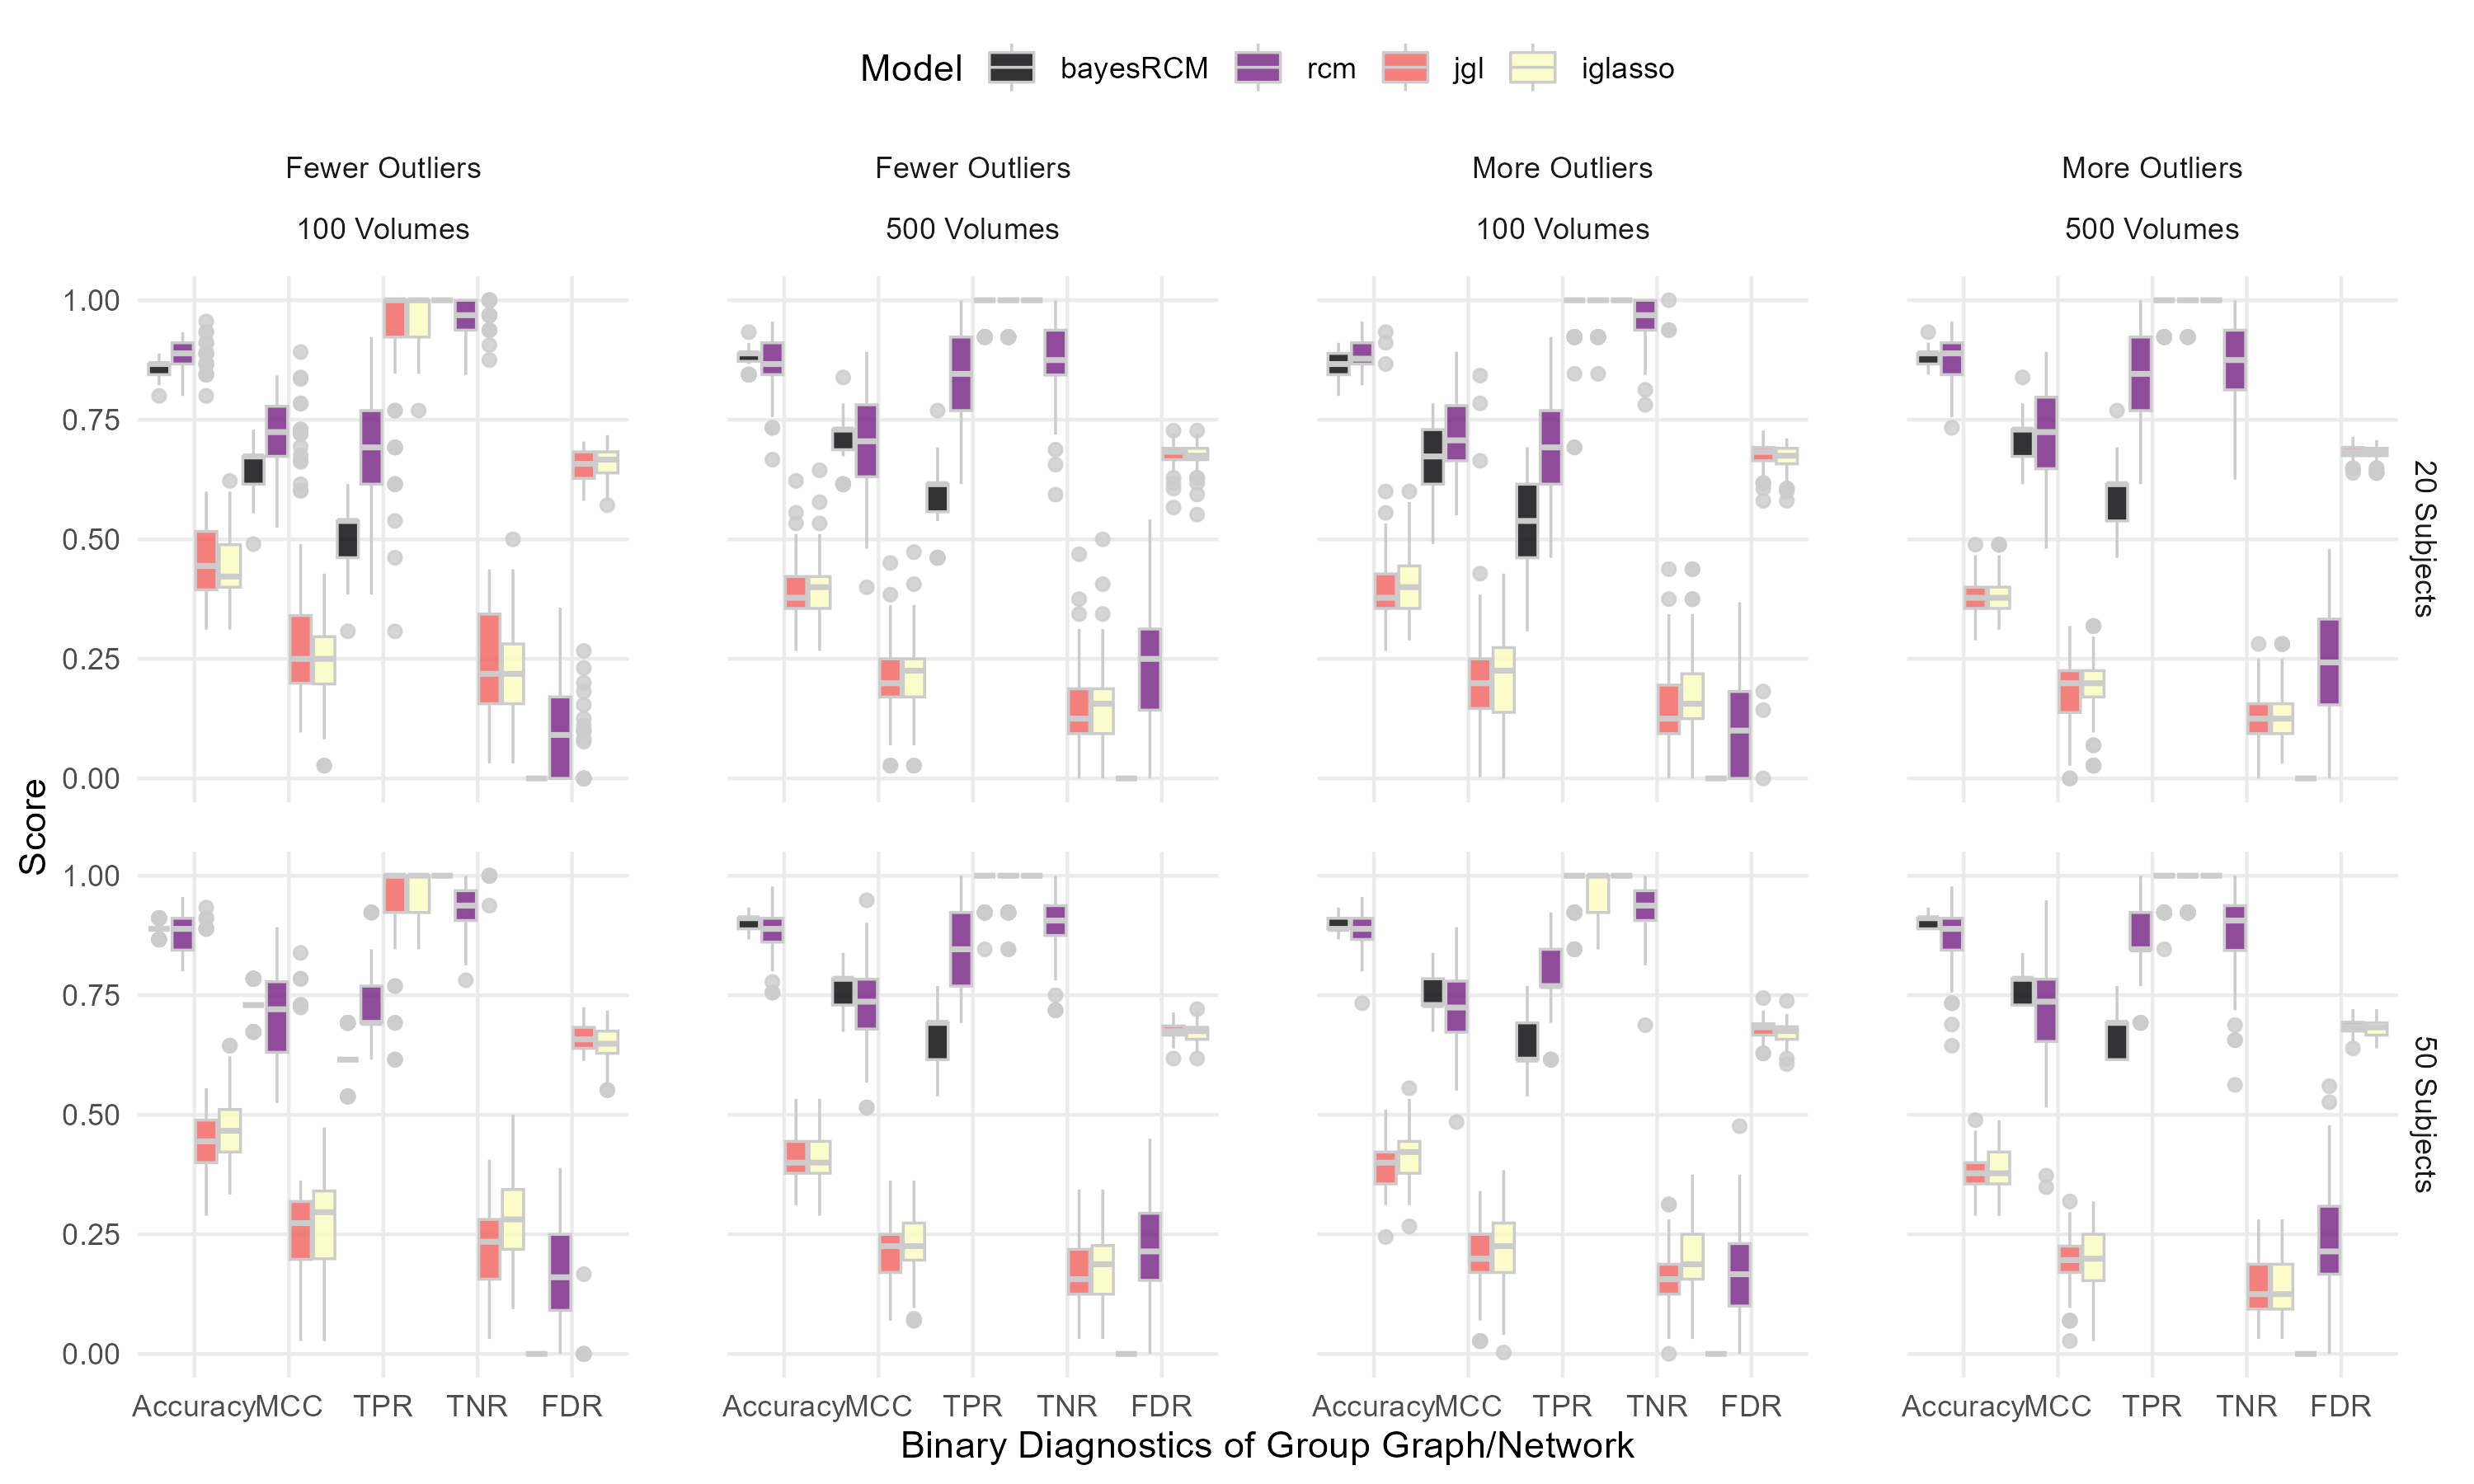 Model bayesRCM rcm jgl iglasso
Fewer Outliers Fewer Outliers More Outliers More Outliers
100 Volumes 500 Volumes 100 Volumes 500 Volumes
1.00
0.75
0.50
0.25
0.00
20 Subjects
Score
1.00
0.75
0.50
0.25
0.00
50 Subjects
Accuracy MCC TPR TNR FDR Accuracy MCC TPR TNR FDR Accuracy MCC TPR TNR FDR Accuracy MCC TPR TNR FDR
Binary Diagnostics of Group Graph/Network